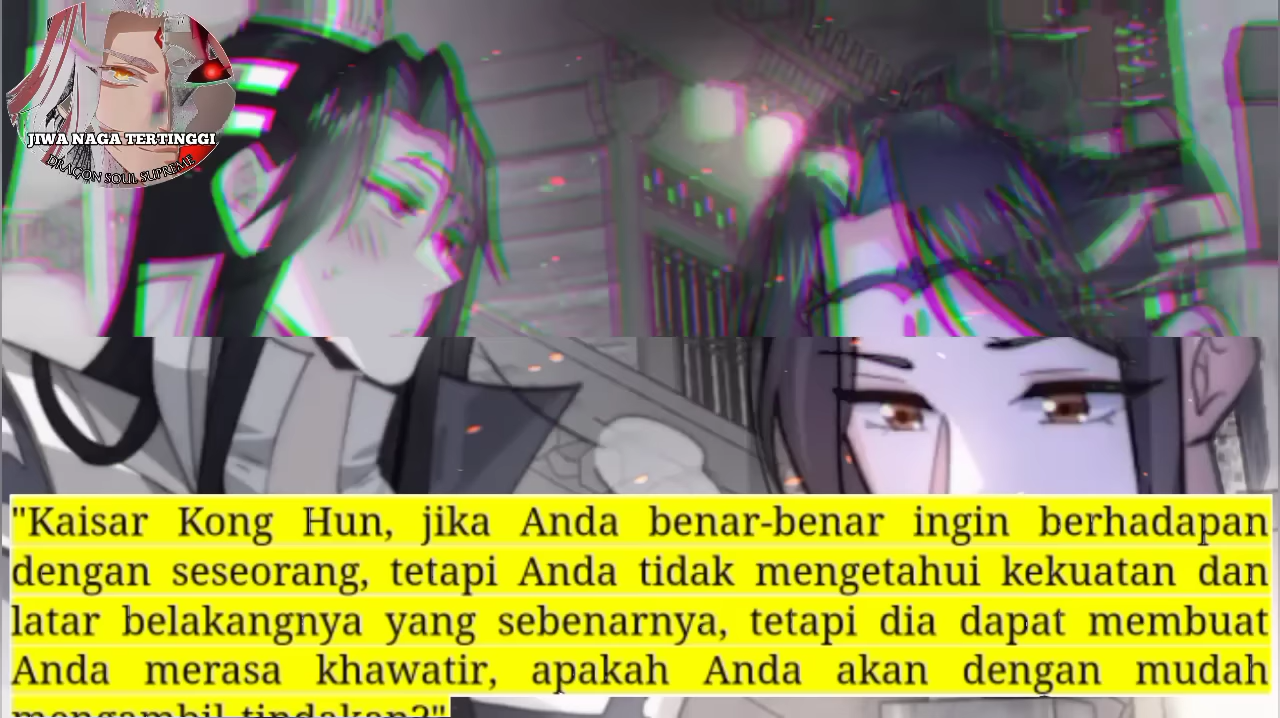 JIWA NAGA TERTINGGI
DRAGON SOUL SUPREME
"Kaisar Kong Hun, jika Anda benar-benar ingin berhadapan
dengan seseorang, tetapi Anda tidak mengetahui kekuatan dan
latar belakangnya yang sebenarnya, tetapi dia dapat membuat
Anda merasa khawatir, apakah Anda akan dengan mudah
mengambil tindakan?"